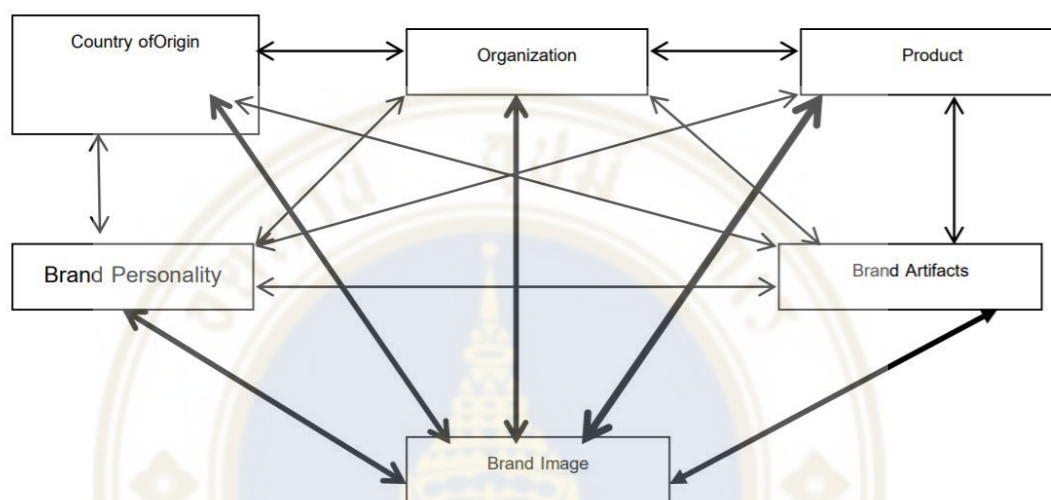 Country ofOrigin
Organization
Product
Brand Personality
Brand Artifacts
Brand Image